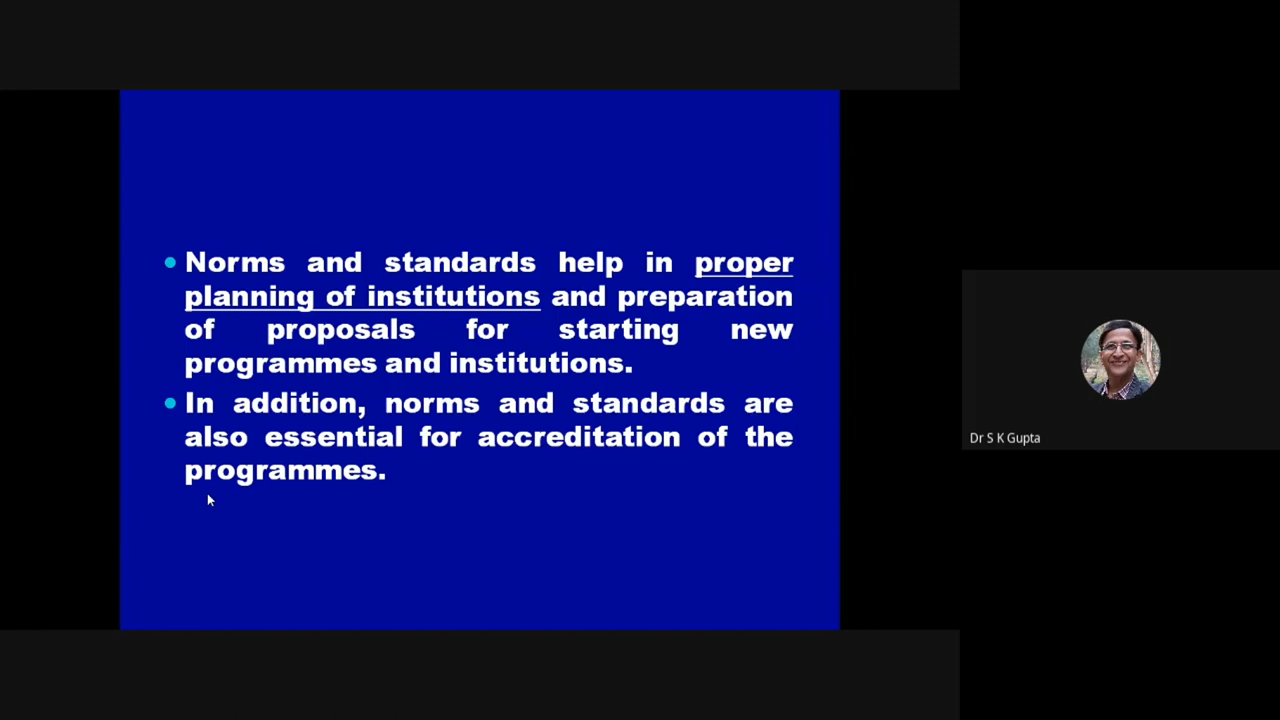 Norms and standards help in proper
planning of institutions and preparation
of proposals for starting new
programmes and institutions.
In addition, norms and standards are
also essential for accreditation of the
programmes.
Dr S K Gupta